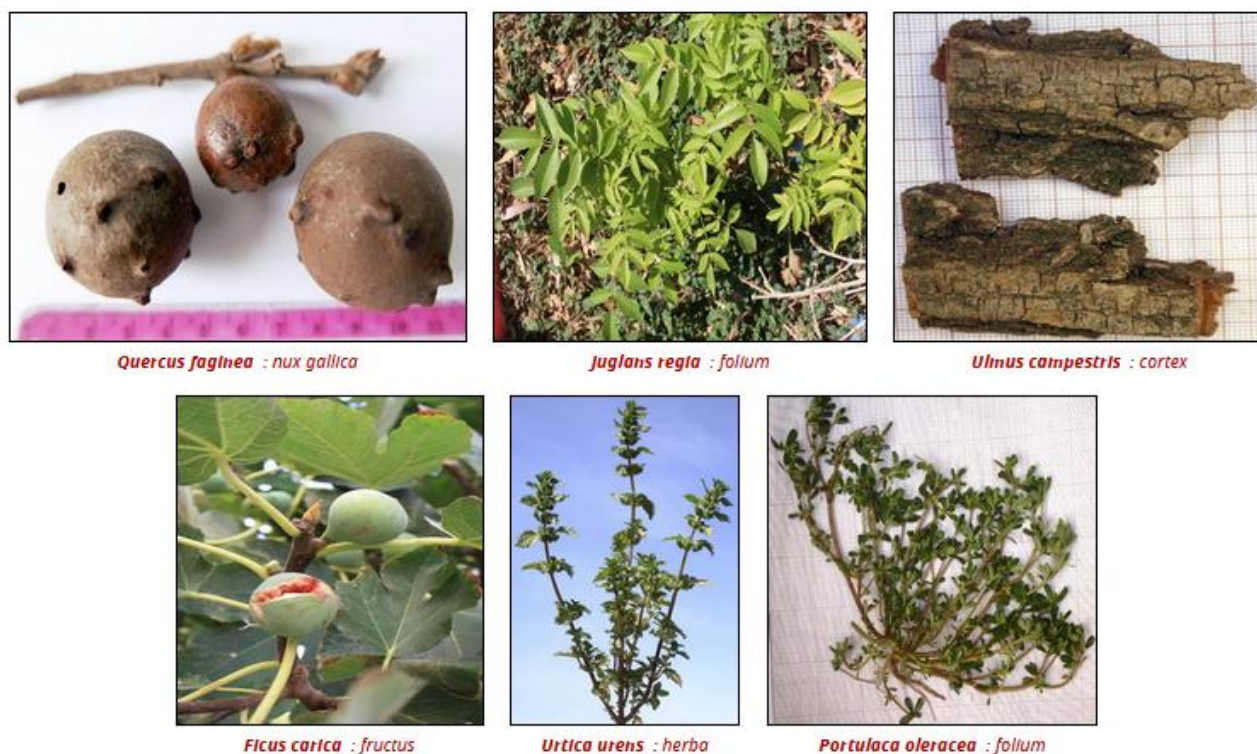 Quercus faginea : nux gallica
Juglans regia : folium
Ulmus campestris : cortex
Ficus carica : fructus
Urtica urens : herba
Portulaca oleracea : folium